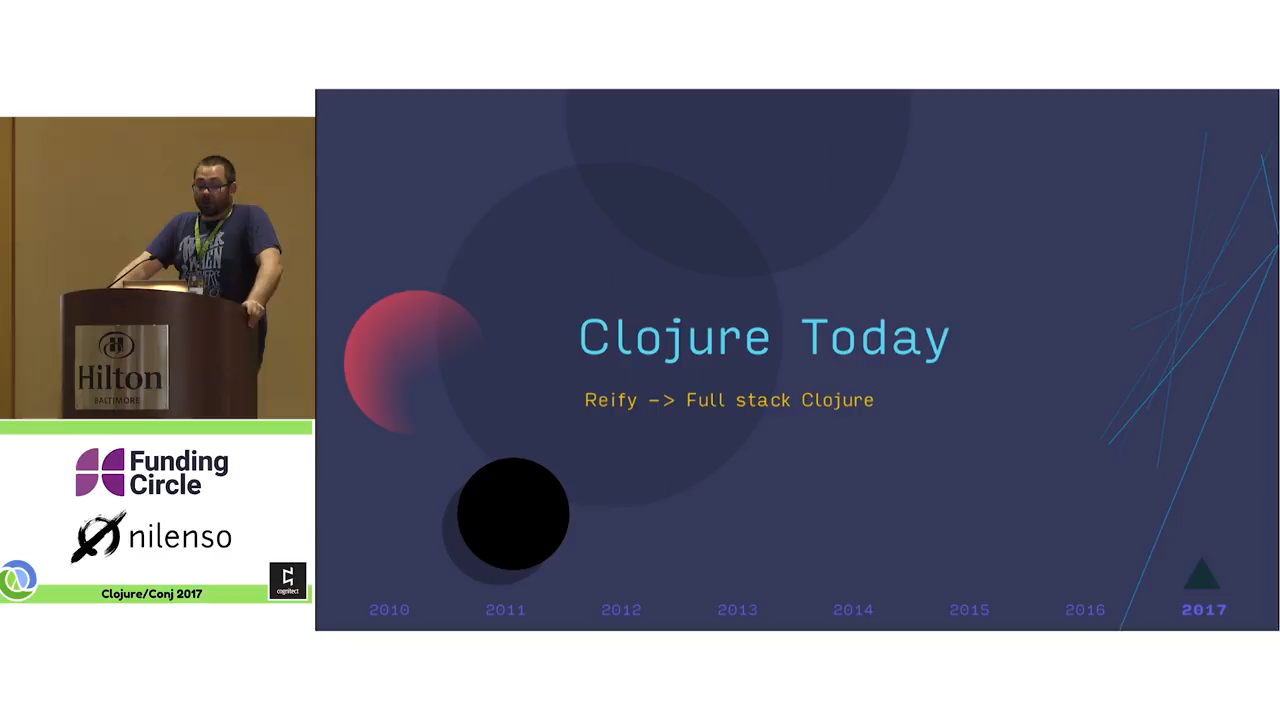 Clojure Today
Reify –> Full stack Clojure
2010 2011 2012 2013 2014 2015 2016 2017
Hilton
BALTIMORE
Funding
Circle
nilenso
Clojure/Conj 2017
cognitect